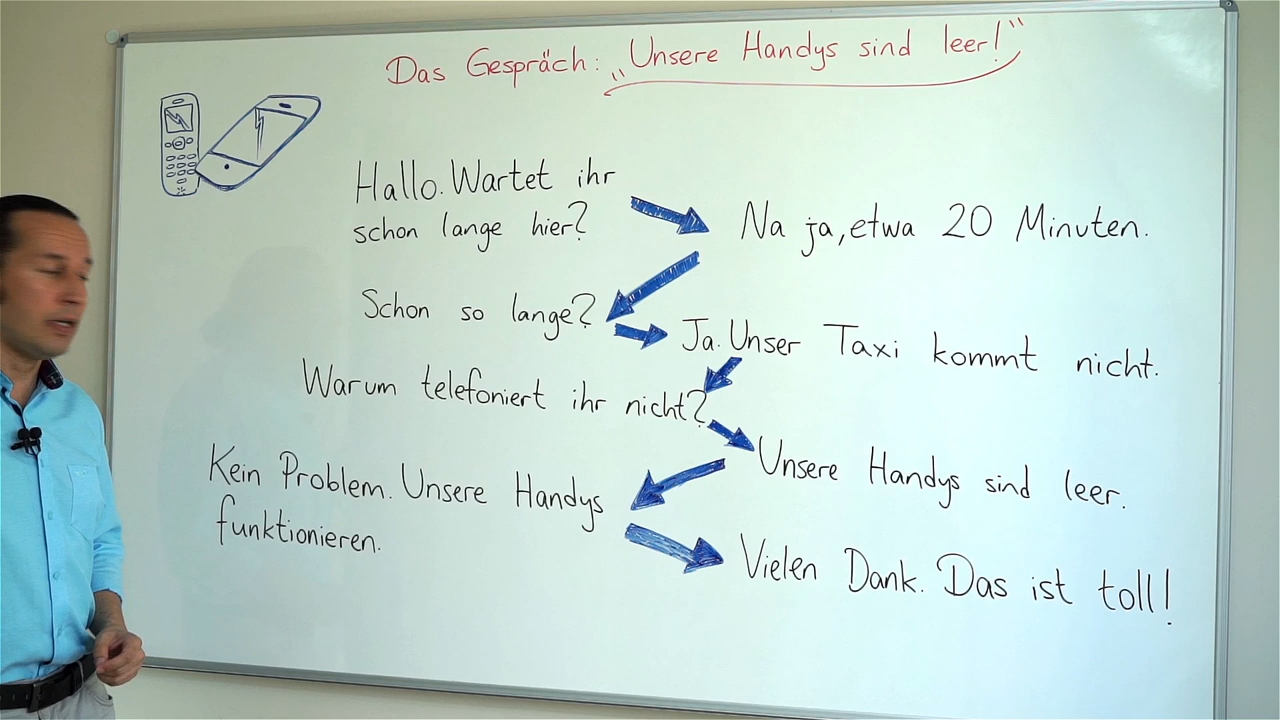 Das Gespräch: „Unsere Handys sind leer!“
Hallo. Wartet ihr
schon lange hier?
Na ja, etwa 20 Minuten.
Schon so lange?
Ja. Unser Taxi kommt nicht.
Warum telefoniert ihr nicht?
Unsere Handys sind leer.
Kein Problem. Unsere Handys
funktionieren.
Vielen Dank. Das ist toll!